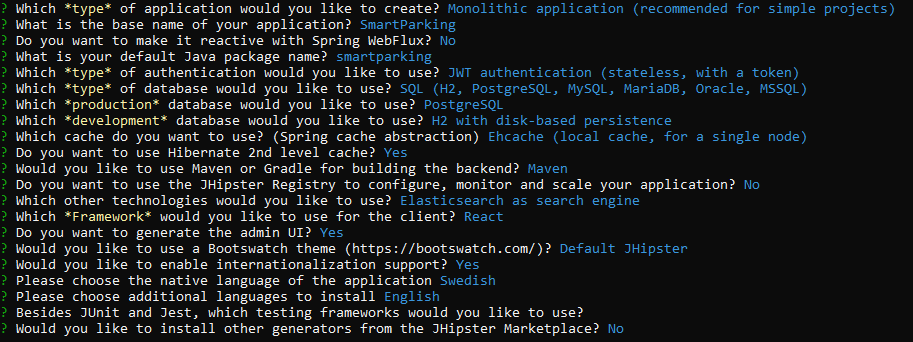 ? Which *type* of application would you like to create? Monolithic application (recommended for simple projects)
? What is the base name of your application? SmartParking
? Do you want to make it reactive with Spring WebFlux? No
? What is your default Java package name? smartparking
? Which *type* of authentication would you like to use? JWT authentication (stateless, with a token)
? Which *type* of database would you like to use? SQL (H2, PostgreSQL, MySQL, MariaDB, Oracle, MSSQL)
? Which *production* database would you like to use? PostgreSQL
? Which *development* database would you like to use? H2 with disk-based persistence
? Which cache do you want to use? (Spring cache abstraction) Ehcache (local cache, for a single node)
? Do you want to use Hibernate 2nd level cache? Yes
? Would you like to use Maven or Gradle for building the backend? Maven
? Do you want to use the JHipster Registry to configure, monitor and scale your application? No
? Which other technologies would you like to use? Elasticsearch as search engine
? Which *Framework* would you like to use for the client? React
? Do you want to generate the admin UI? Yes
? Would you like to use a Bootswatch theme (https://bootswatch.com/)? Default JHipster
? Would you like to enable internationalization support? Yes
? Please choose the native language of the application Swedish
? Please choose additional languages to install English
? Besides JUnit and Jest, which testing frameworks would you like to use?
? Would you like to install other generators from the JHipster Marketplace? No